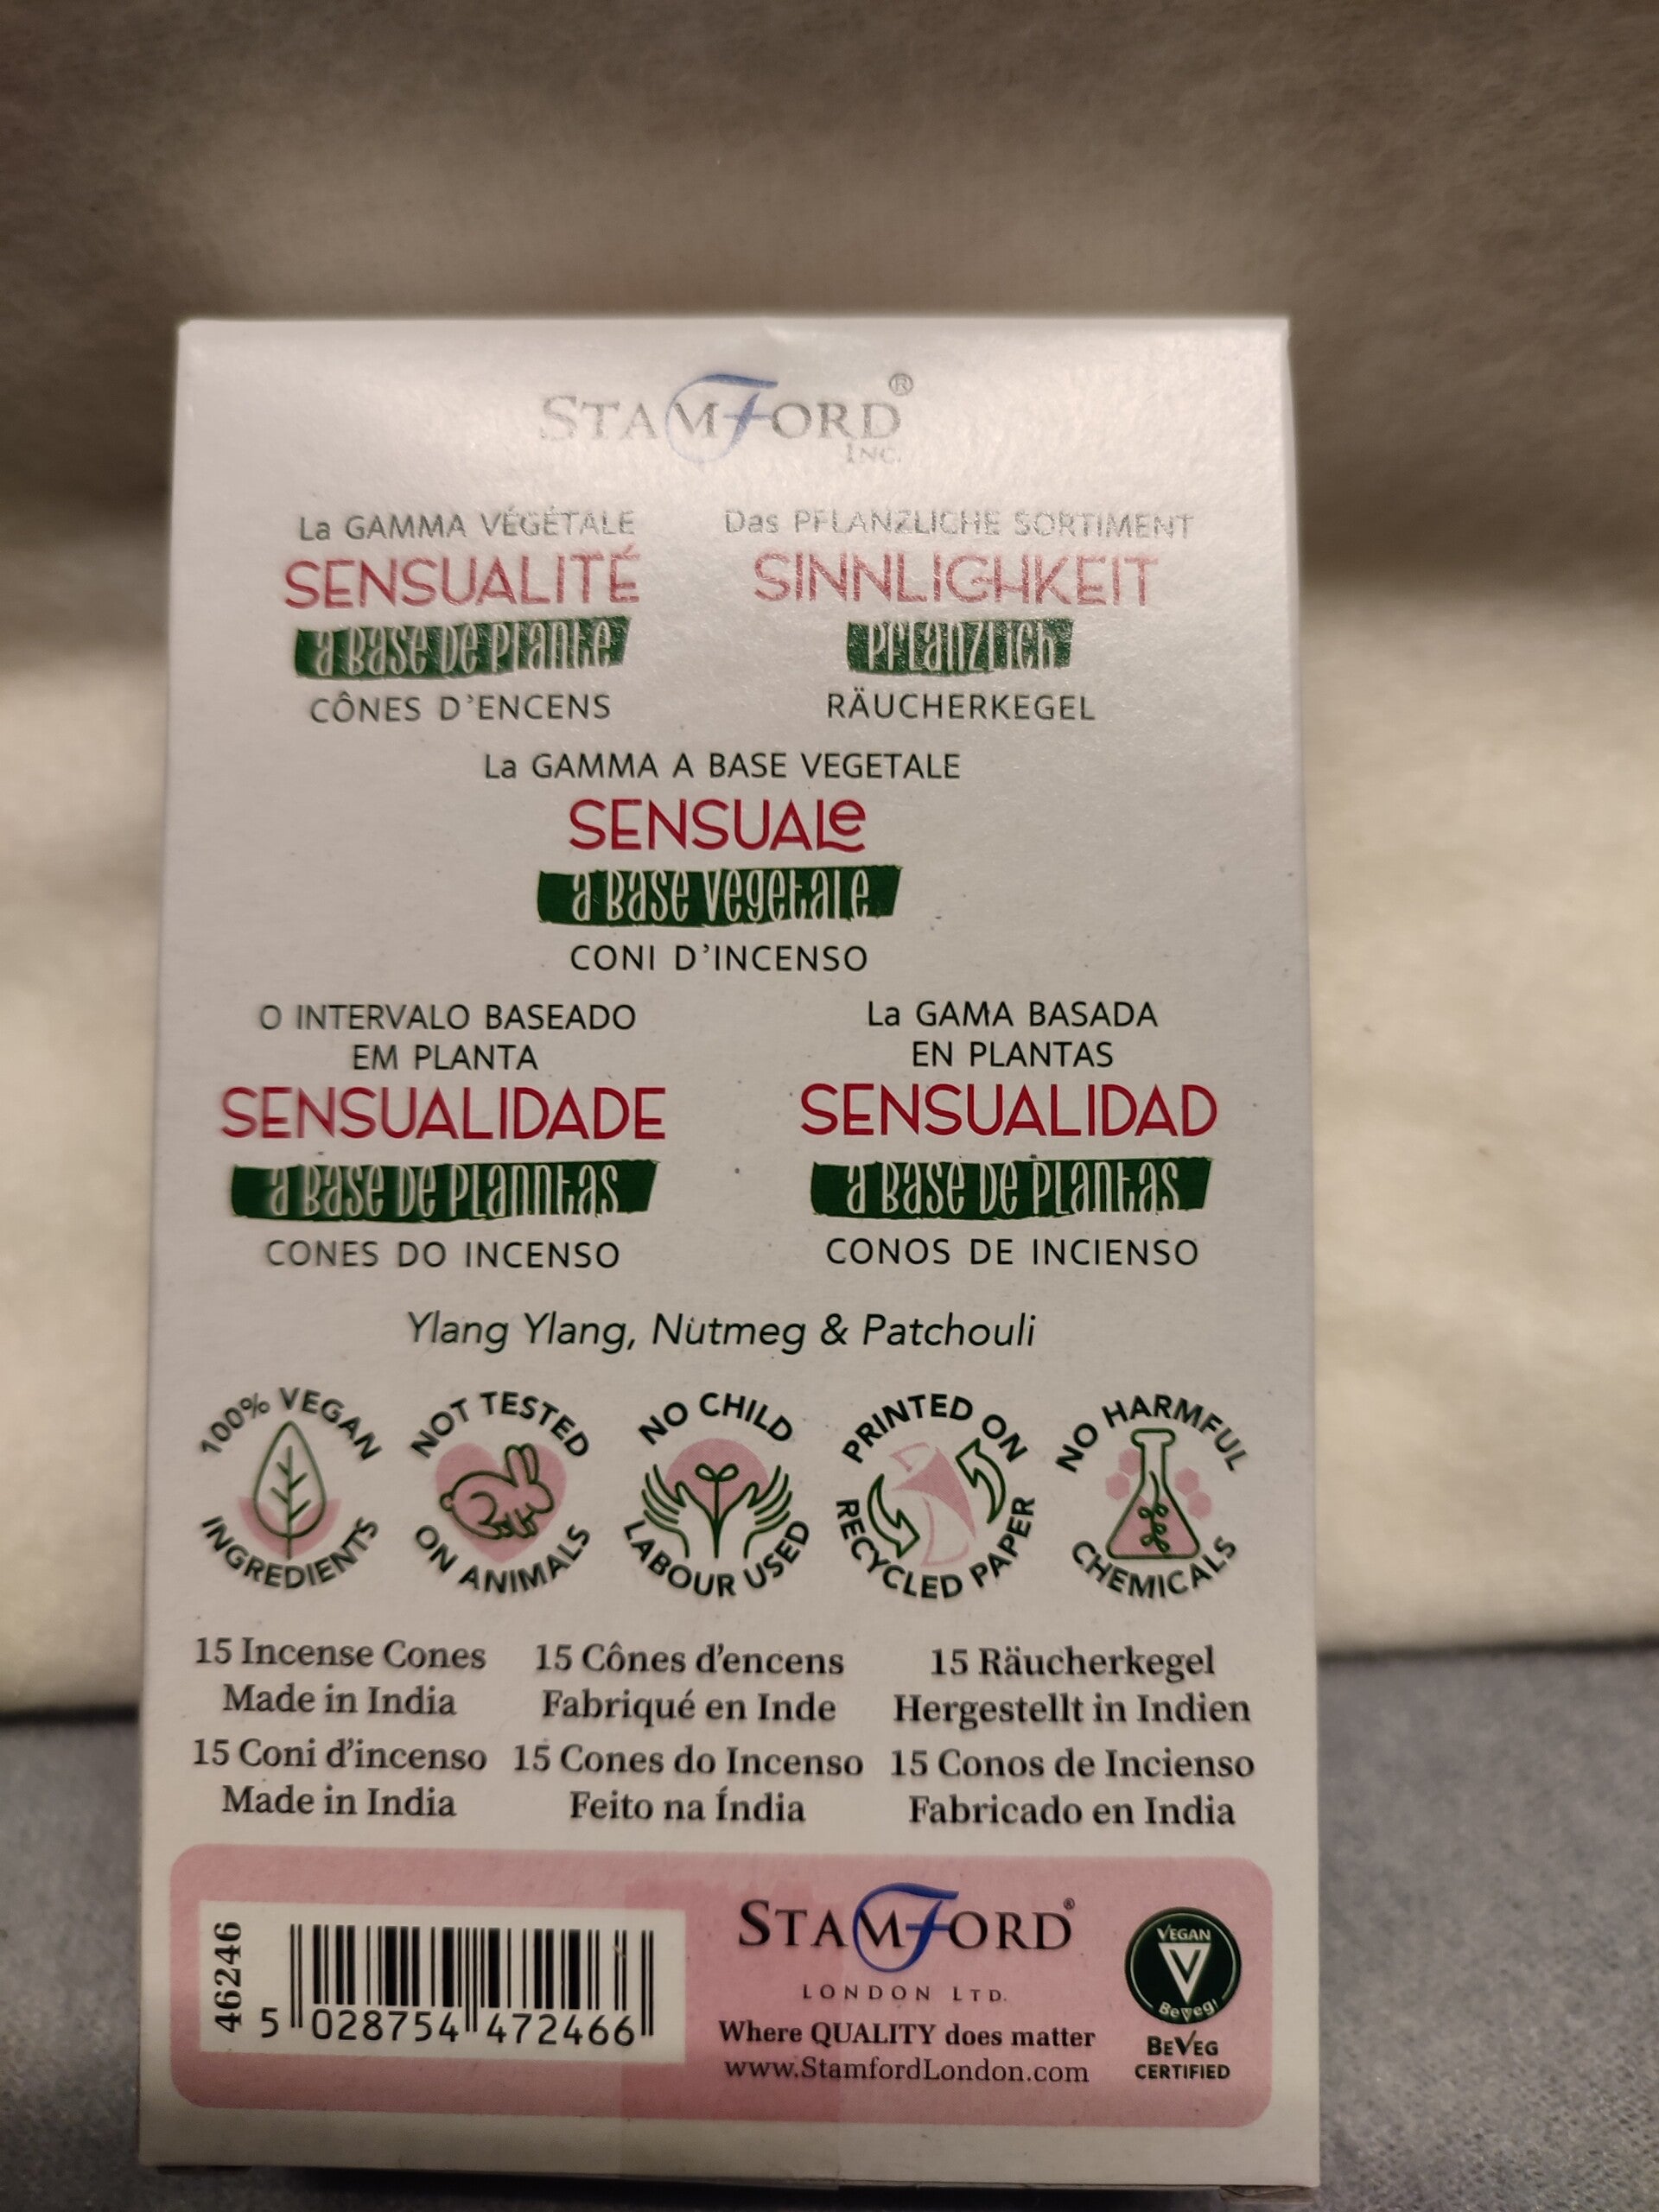 STAMFORD®
INC.
La GAMMA VÉGÉTALE
SENSUALITÉ
a Base de Plante
CÔNES D'ENCENS
Das PFLANZLICHE SORTIMENT
SINNLICHKEIT
Pflanzlich
RÄUCHERKEGEL
La GAMMA A BASE VEGETALE
SENSUALe
a Base Vegetale
CONI D'INCENSO
O INTERVALO BASEADO
EM PLANTA
SENSUALIDADE
a Base de Planntas
CONES DO INCENSO
La GAMA BASADA
EN PLANTAS
SENSUALIDAD
a Base de Plantas
CONOS DE INCIENSO
Ylang Ylang, Nutmeg & Patchouli
100% VEGAN
INGREDIENTS
NOT TESTED
ON ANIMALS
NO CHILD
LABOUR USED
PRINTED ON
RECYCLED PAPER
NO HARMFUL
CHEMICALS
15 Incense Cones
Made in India
15 Cônes d'encens
Fabriqué en Inde
15 Räucherkegel
Hergestellt in Indien
15 Coni d'incenso
Made in India
15 Cones do Incenso
Feito na Índia
15 Conos de Incienso
Fabricado en India
46246
5 028754 472466
STAMFORD®
LONDON LTD.
Where QUALITY does matter
www.StamfordLondon.com
VEGAN
V
BeVeg!
BEVEG
CERTIFIED